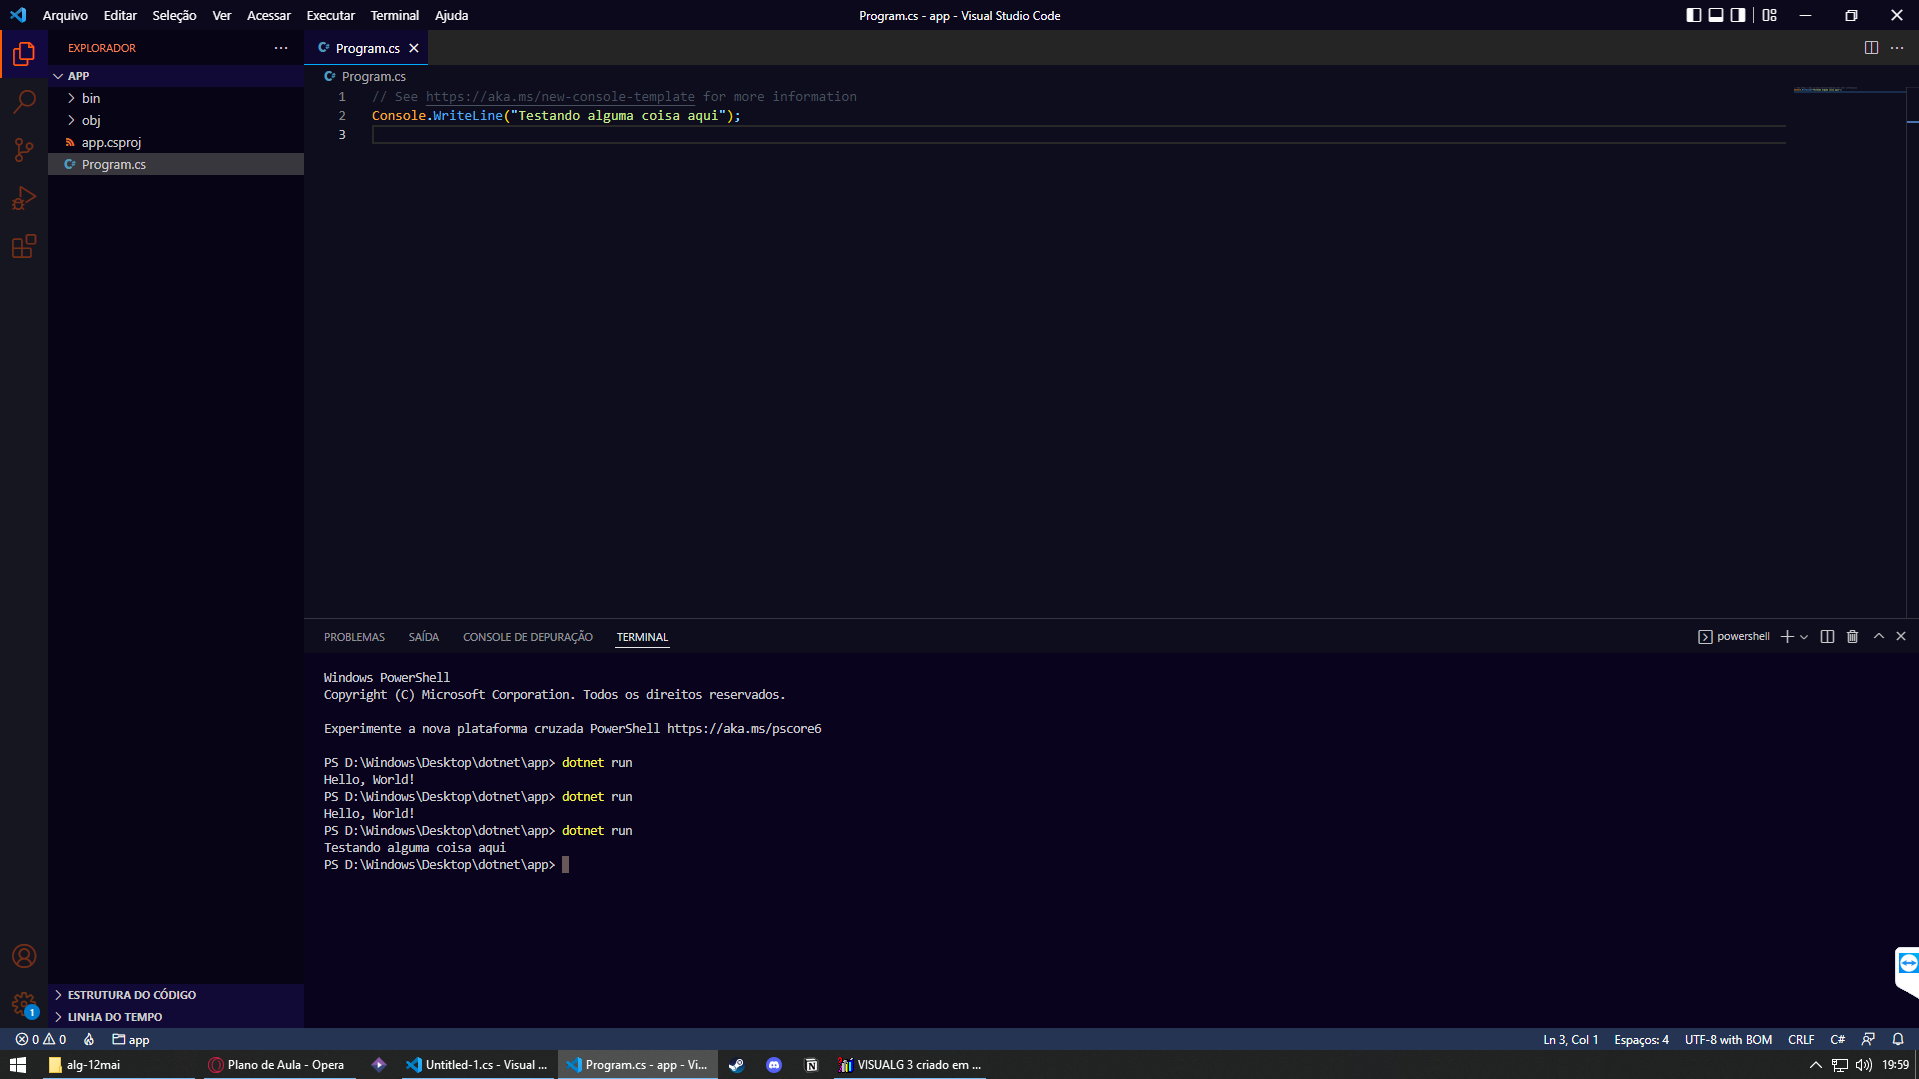 Arquivo Editar Seleção Ver Acessar Executar Terminal Ajuda
Program.cs - app - Visual Studio Code
EXPLORADOR
APP
bin
obj
app.csproj
Program.cs
Program.cs
Program.cs
1 // See https://aka.ms/new-console-template for more information
2 Console.WriteLine("Testando alguma coisa aqui");
3
PROBLEMAS SAÍDA CONSOLE DE DEPURAÇÃO TERMINAL
powershell
Windows PowerShell
Copyright (C) Microsoft Corporation. Todos os direitos reservados.
Experimente a nova plataforma cruzada PowerShell https://aka.ms/pscore6
PS D:\Windows\Desktop\dotnet\app> dotnet run
Hello, World!
PS D:\Windows\Desktop\dotnet\app> dotnet run
Hello, World!
PS D:\Windows\Desktop\dotnet\app> dotnet run
Testando alguma coisa aqui
PS D:\Windows\Desktop\dotnet\app>
ESTRUTURA DO CÓDIGO
1
LINHA DO TEMPO
0 0 app
Ln 3, Col 1 Espaços: 4 UTF-8 with BOM CRLF C#
alg-12mai
Plano de Aula - Opera
Untitled-1.cs - Visual ...
Program.cs - app - Vi...
VISUALG 3 criado em ...
19:59